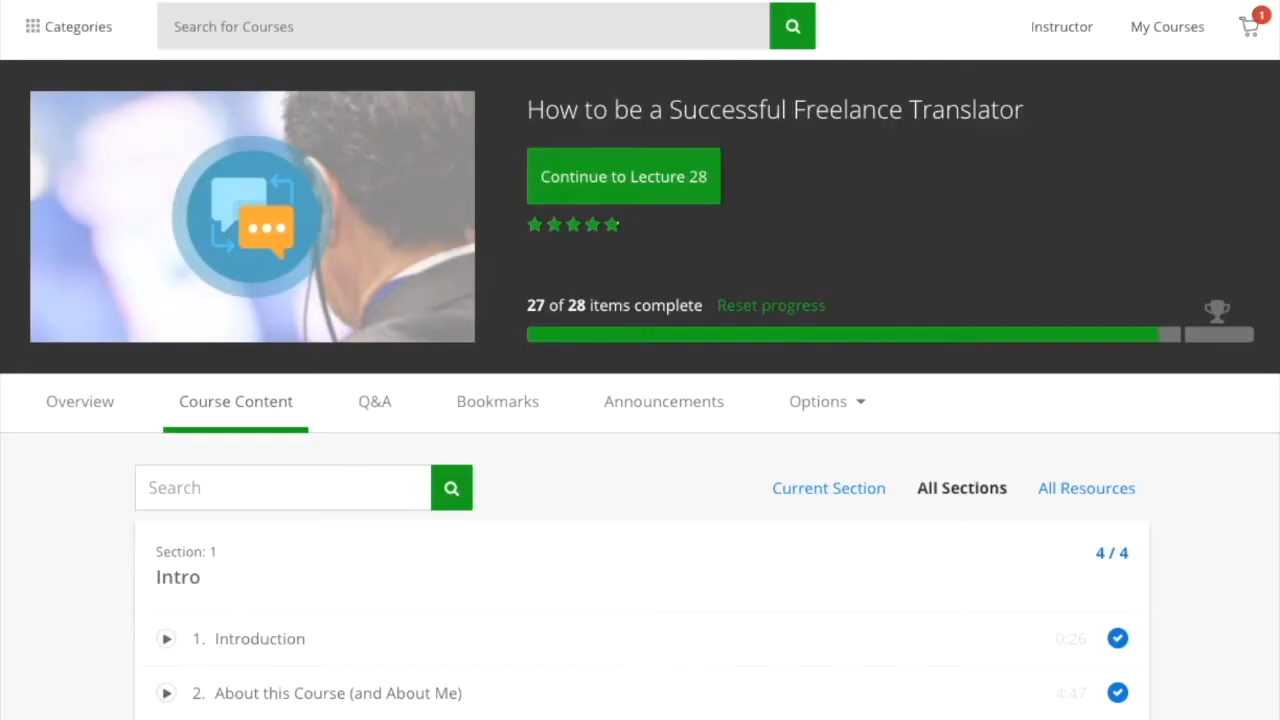 Categories
Search for Courses
Instructor
My Courses
1
How to be a Successful Freelance Translator
Continue to Lecture 28
27 of 28 items complete Reset progress
Overview
Course Content
Q&A
Bookmarks
Announcements
Options
Search
Current Section
All Sections
All Resources
Section: 1
4 / 4
Intro
1. Introduction
0:26
2. About this Course (and About Me)
4:47